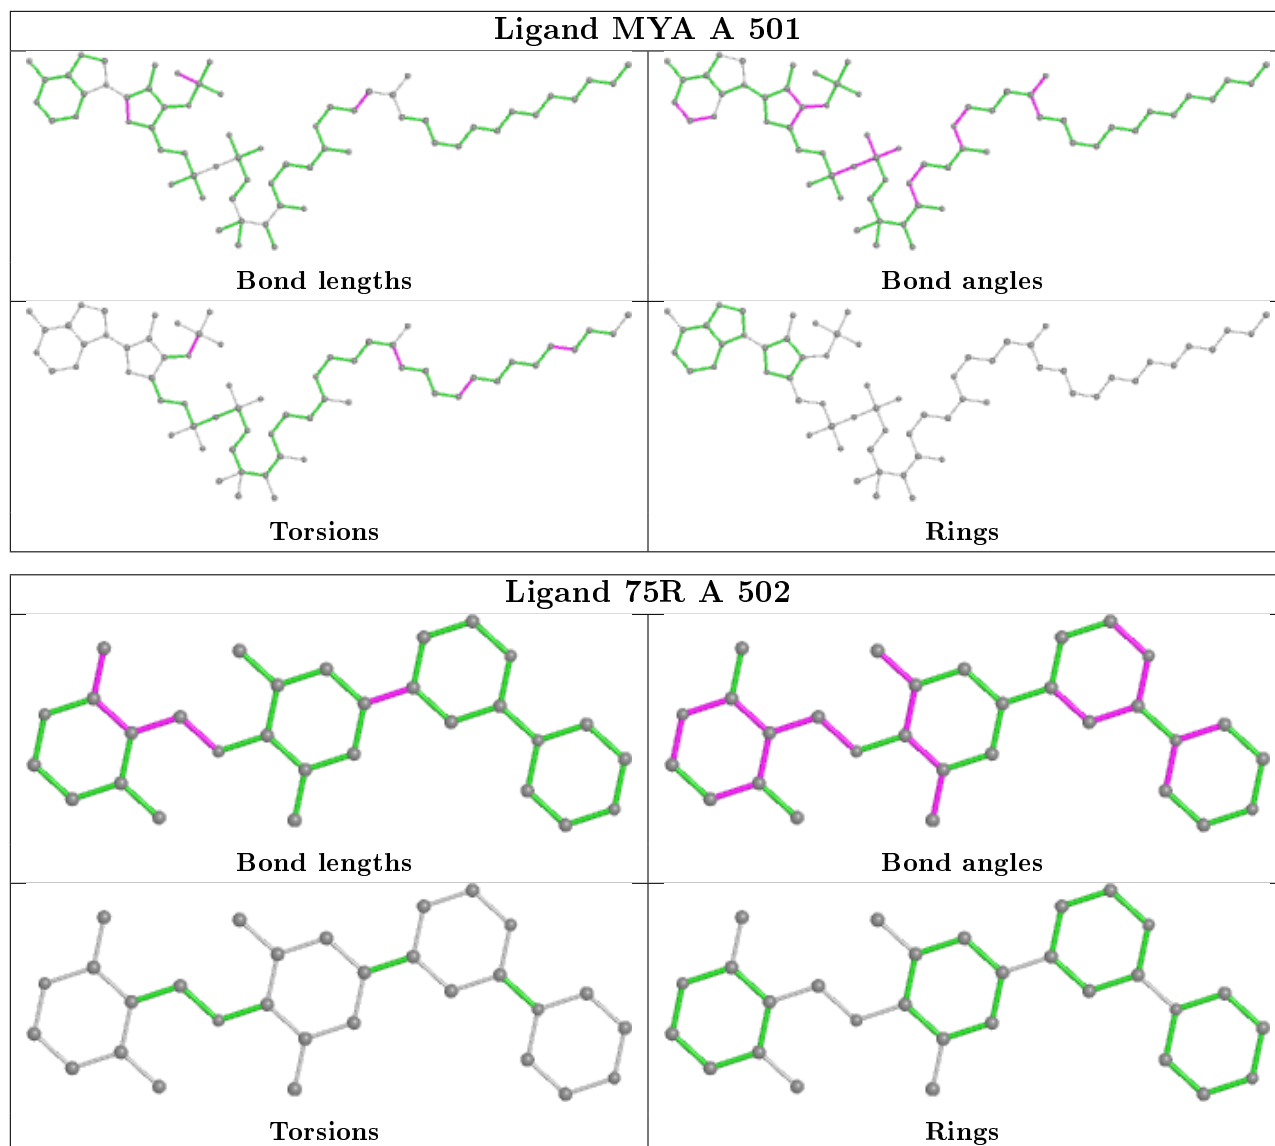 Ligand MYA A 501
Bond lengths
Bond angles
Torsions
Rings
Ligand 75R A 502
Bond lengths
Bond angles
Torsions
Rings